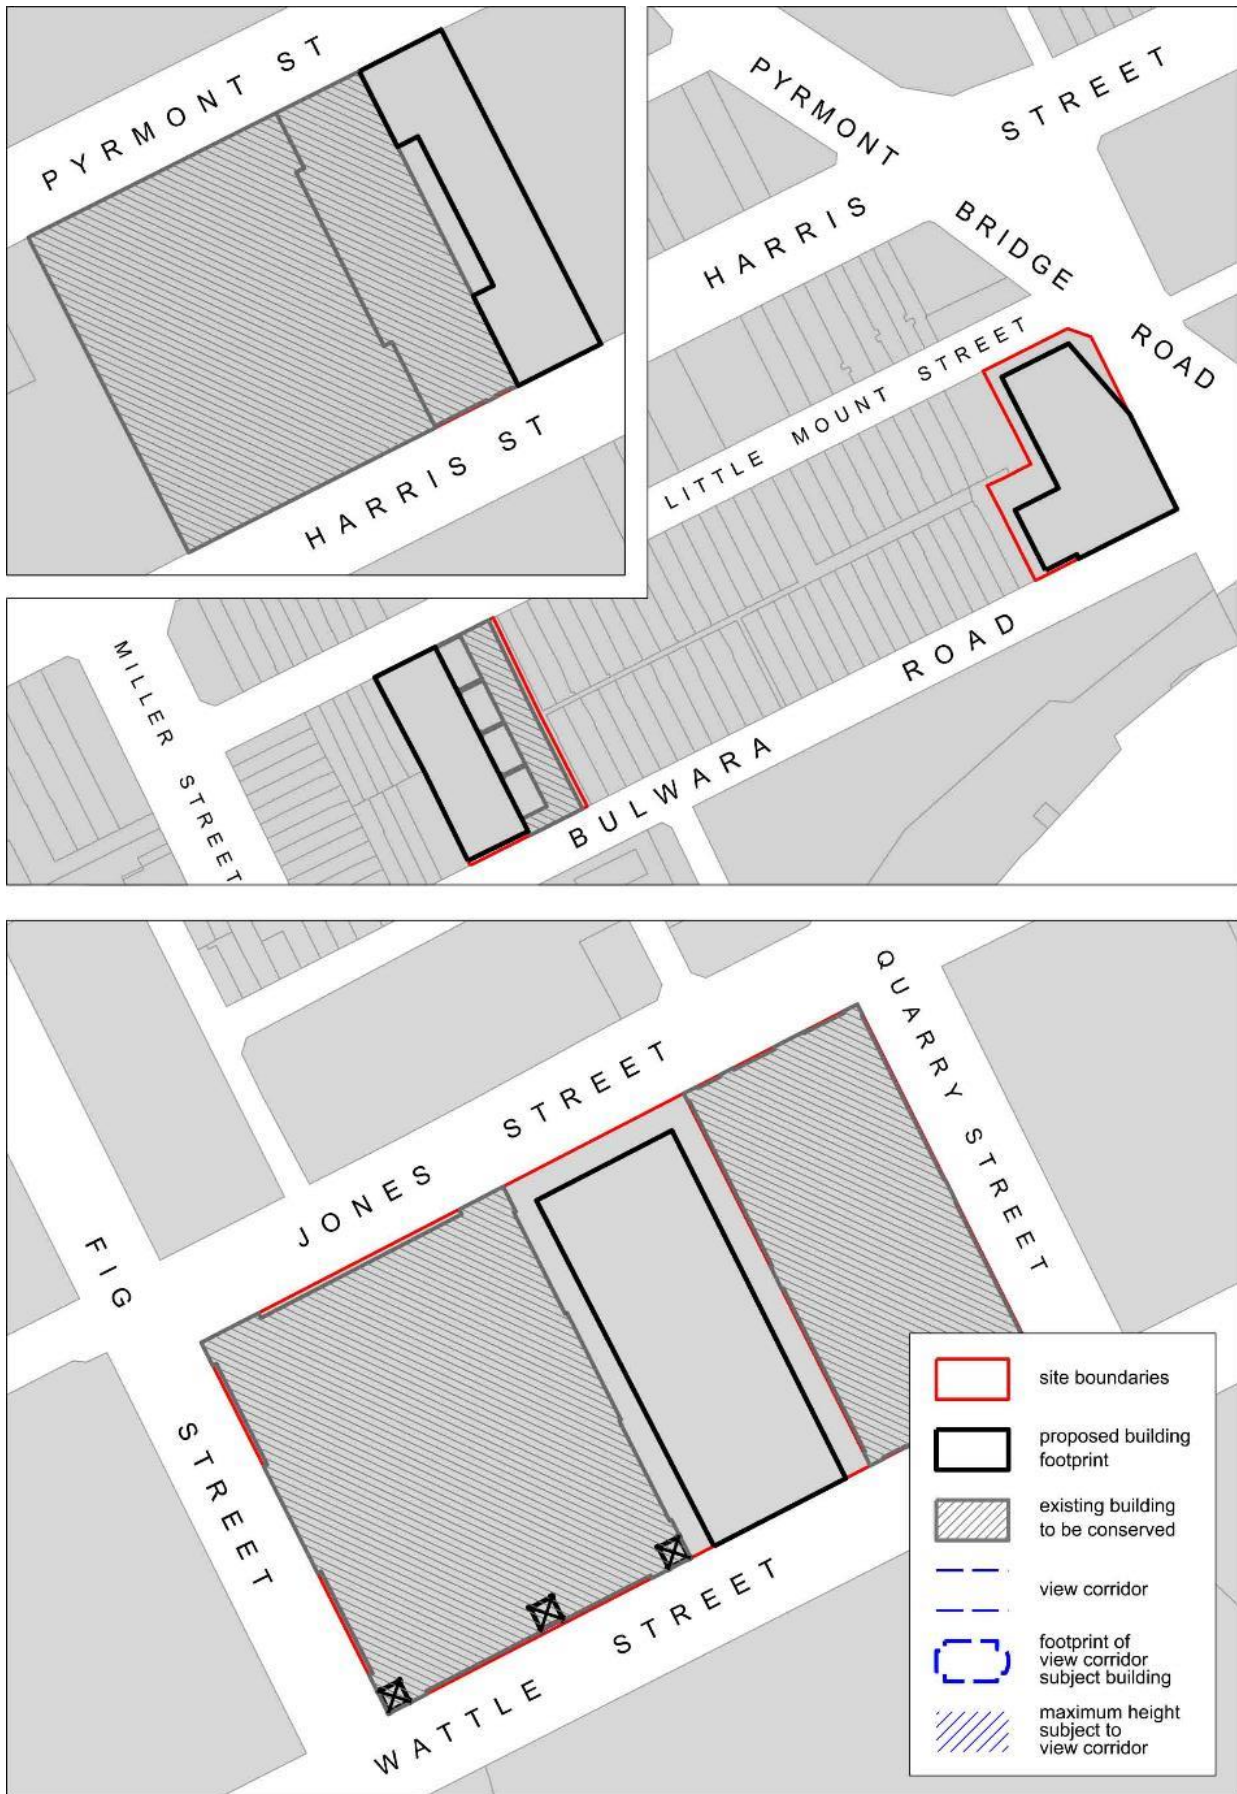 PYRMONT ST
HARRIS ST
PYRMONT
BRIDGE
ROAD
HARRIS STREET
LITTLE MOUNT STREET
MILLER STREET
BULWARA ROAD
QUARRY STREET
JONES STREET
FIG STREET
WATTLE STREET
site boundaries
proposed building
footprint
existing building
to be conserved
view corridor
footprint of
view corridor
subject building
maximum height
subject to
view corridor